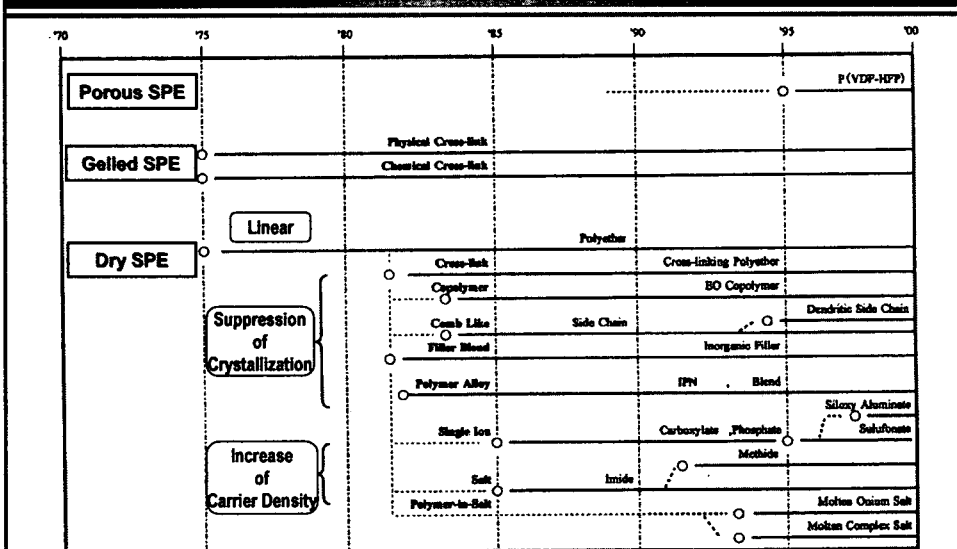 '70 '75 '80 '85 '90 '95 '00
Porous SPE
P(VDF-HFP)
Gelled SPE
Physical Cross-link
Chemical Cross-link
Linear
Dry SPE
Polyether
Cross-link
Cross-linking Polyether
Copolymer
EO Copolymer
Suppression
of
Crystallization
Comb Like
Side Chain
Dendritic Side Chain
Filler Blend
Inorganic Filler
Polymer Alloy
IPN , Blend
Increase
of
Carrier Density
Single Ion
Carboxylate ,Phosphate
Siloxy Aluminate
Sulufonate
Methide
Salt
Imide
Polymer-in-Salt
Molten Onium Salt
Molten Complex Salt